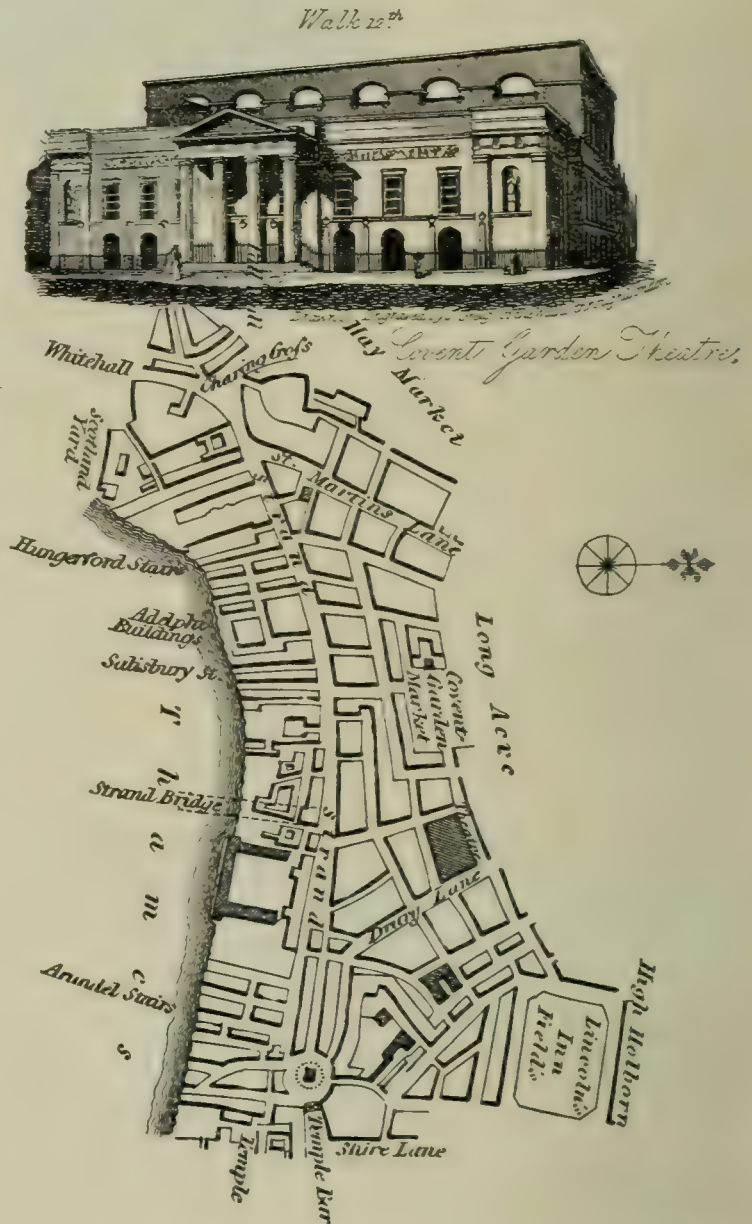 Walk 12th
Covent Garden Theatre,
Hay Market
Whitehall
Charing Croſs
Scotland
Yard
St. Martins Lane
Strand
Hungerford Stairs
Adelphi
Buildings
Salisbury St.
Long Acre
Covent
Garden
Market
Thames
Strand Bridge
Strand
Theatre
Drury Lane
Arundel Stairs
High Holborn
Lincolns
Inn
Fields
Shire Lane
Temple
Temple Bar